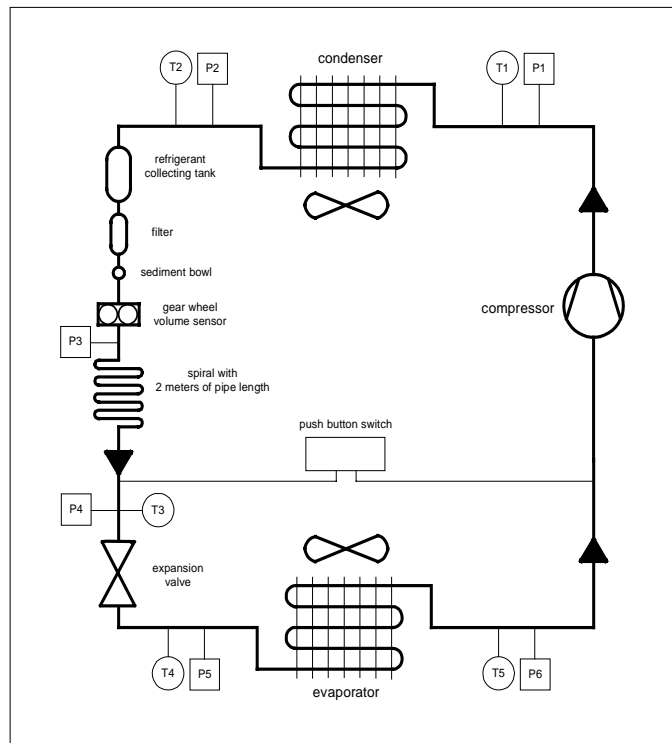 condenser
T2
P2
T1
P1
refrigerant
collecting tank
filter
sediment bowl
gear wheel
volume sensor
compressor
P3
spiral with
2 meters of pipe length
push button switch
P4
T3
expansion
valve
T4
P5
T5
P6
evaporator